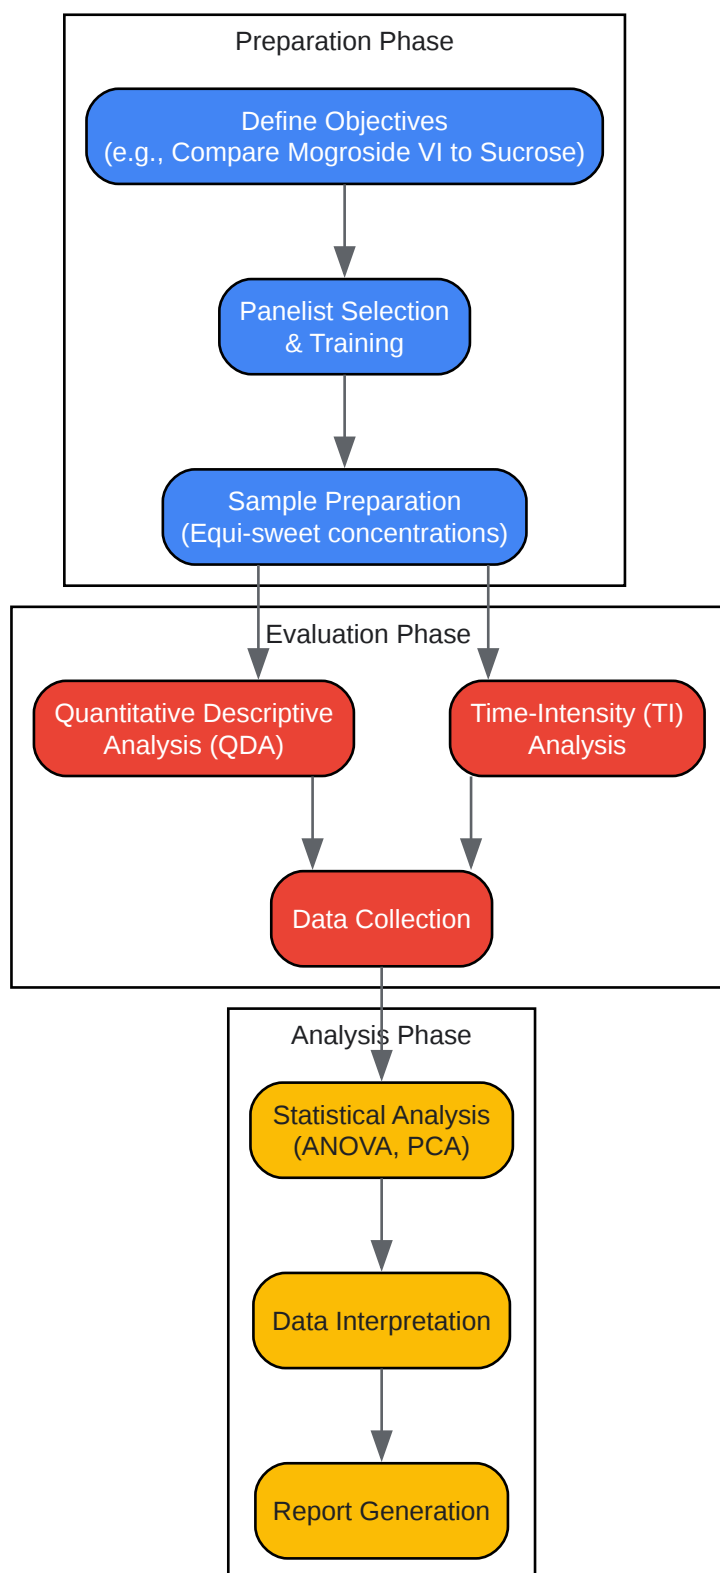 Preparation Phase
Define Objectives
(e.g., Compare Mogroside VI to Sucrose)
Panelist Selection
& Training
Sample Preparation
(Equi-sweet concentrations)
Evaluation Phase
Quantitative Descriptive
Analysis (QDA)
Time-Intensity (TI)
Analysis
Data Collection
Analysis Phase
Statistical Analysis
(ANOVA, PCA)
Data Interpretation
Report Generation